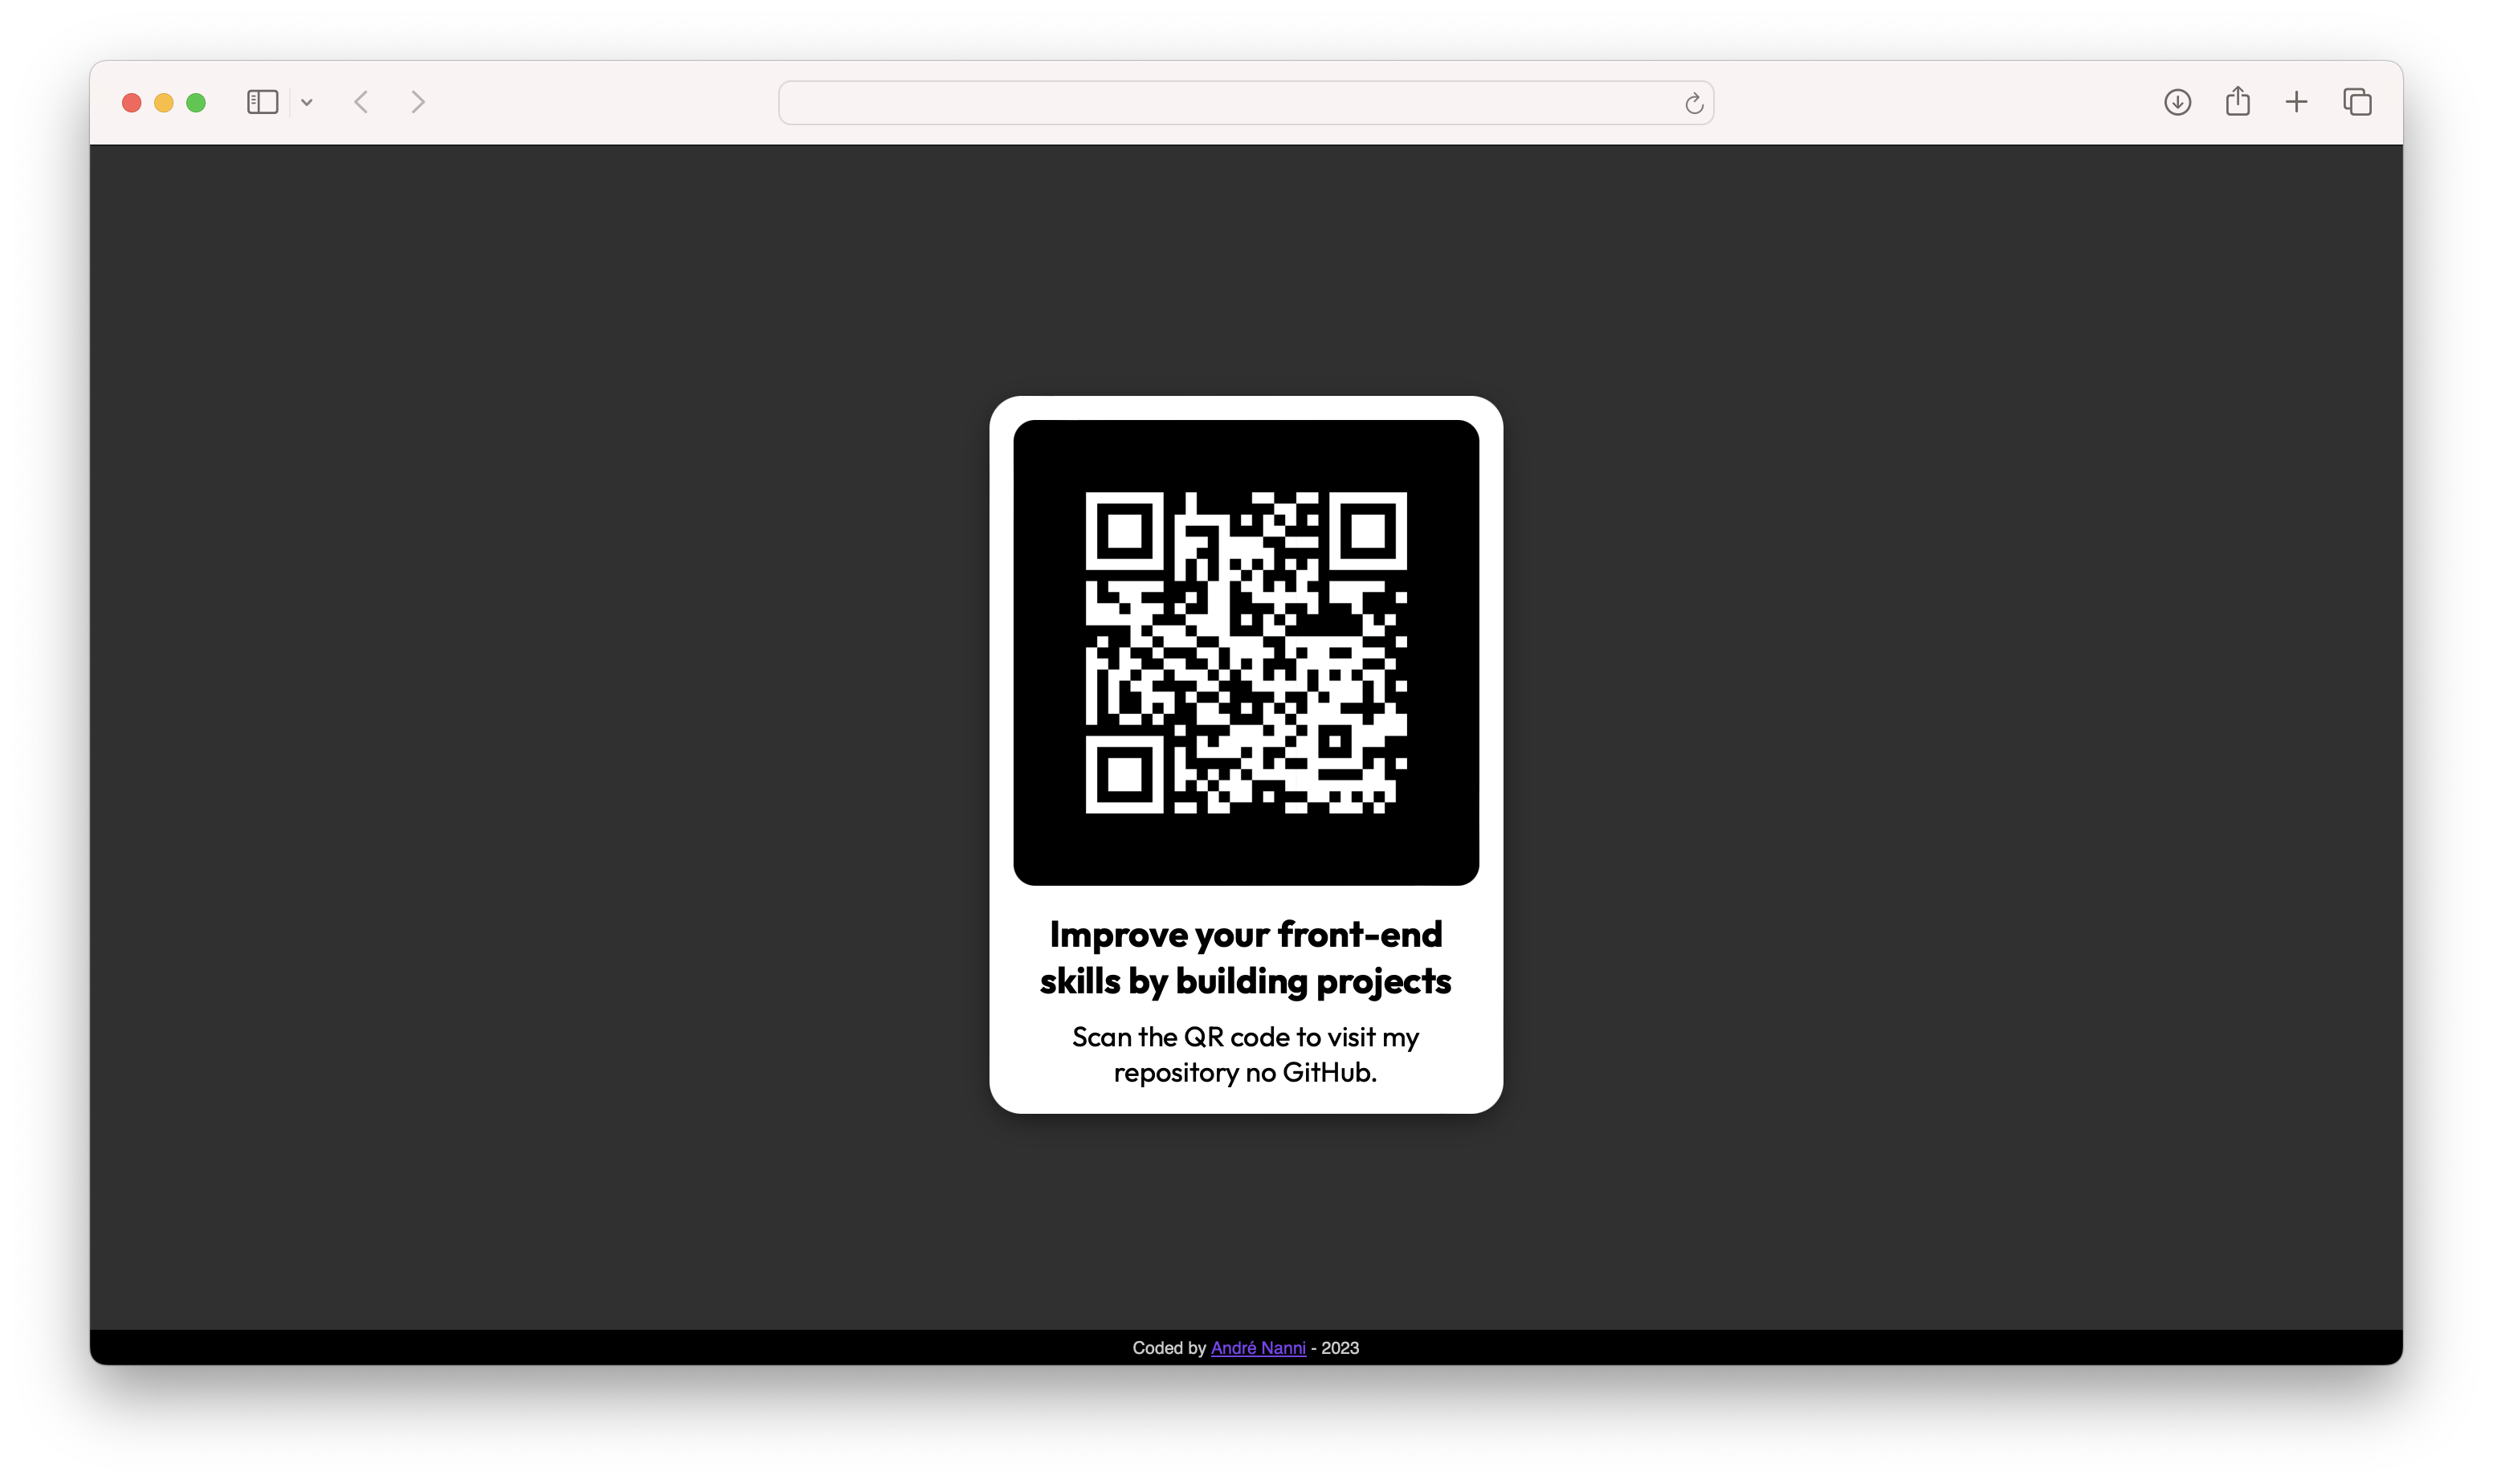 Improve your front-end
skills by building projects
Scan the QR code to visit my
repository no GitHub.
Coded by André Nanni - 2023